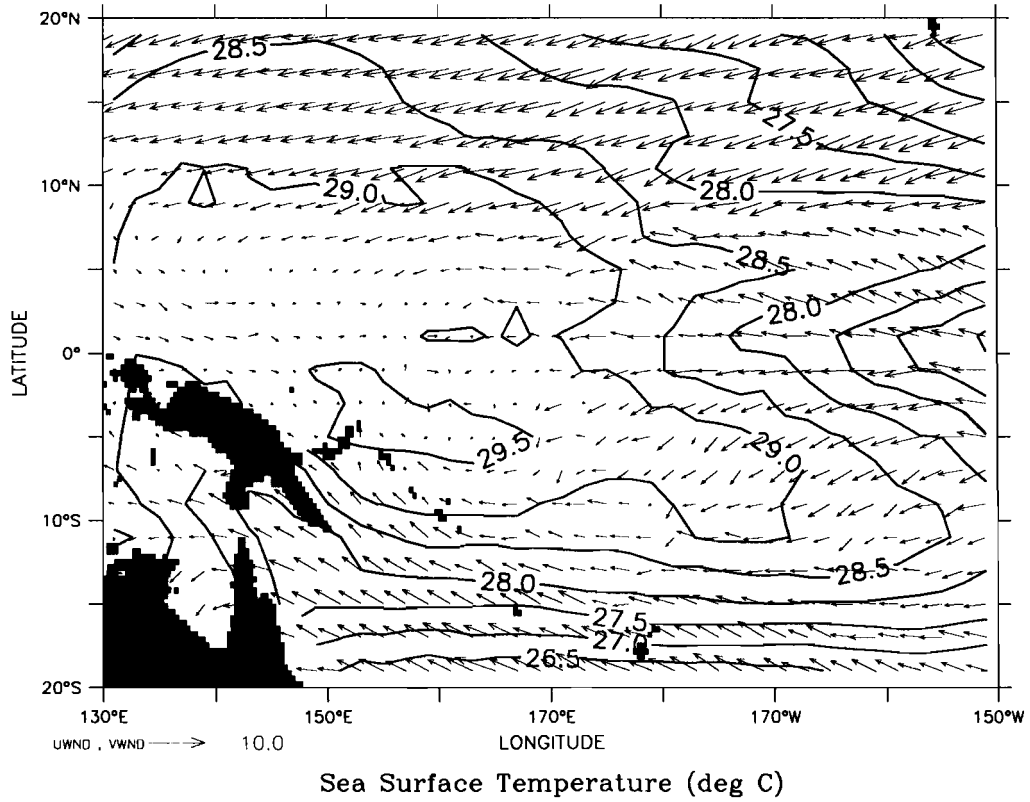 20°N
28.5
27.5
10°N
29.0
28.0
28.5
28.0
LATITUDE
0°
29.5
29.0
10°S
28.0
28.5
27.5
27.0
26.5
20°S
130°E
150°E
170°E
170°W
150°W
UWND , VWND
10.0
LONGITUDE
Sea Surface Temperature (deg C)